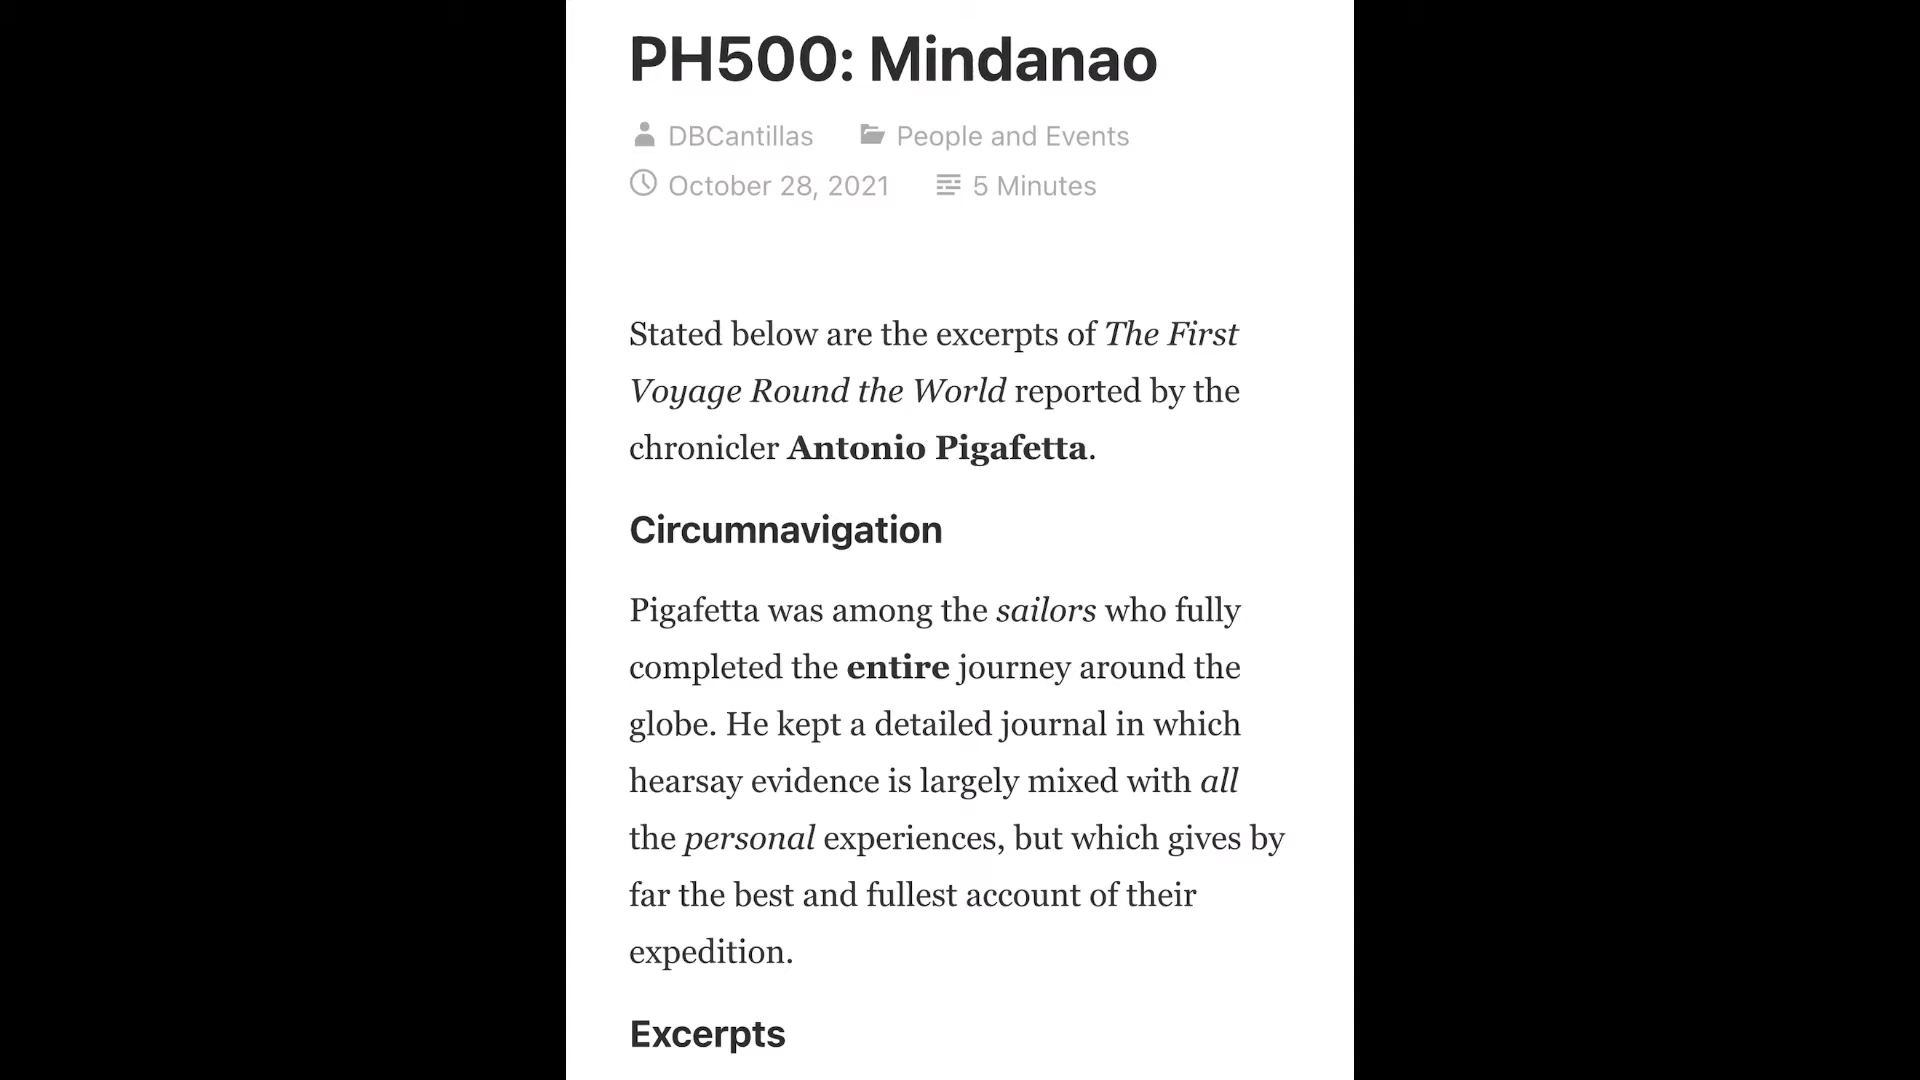 PH500: Mindanao
DBCantillas People and Events
October 28, 2021 5 Minutes
Stated below are the excerpts of The First
Voyage Round the World reported by the
chronicler Antonio Pigafetta.
Circumnavigation
Pigafetta was among the sailors who fully
completed the entire journey around the
globe. He kept a detailed journal in which
hearsay evidence is largely mixed with all
the personal experiences, but which gives by
far the best and fullest account of their
expedition.
Excerpts